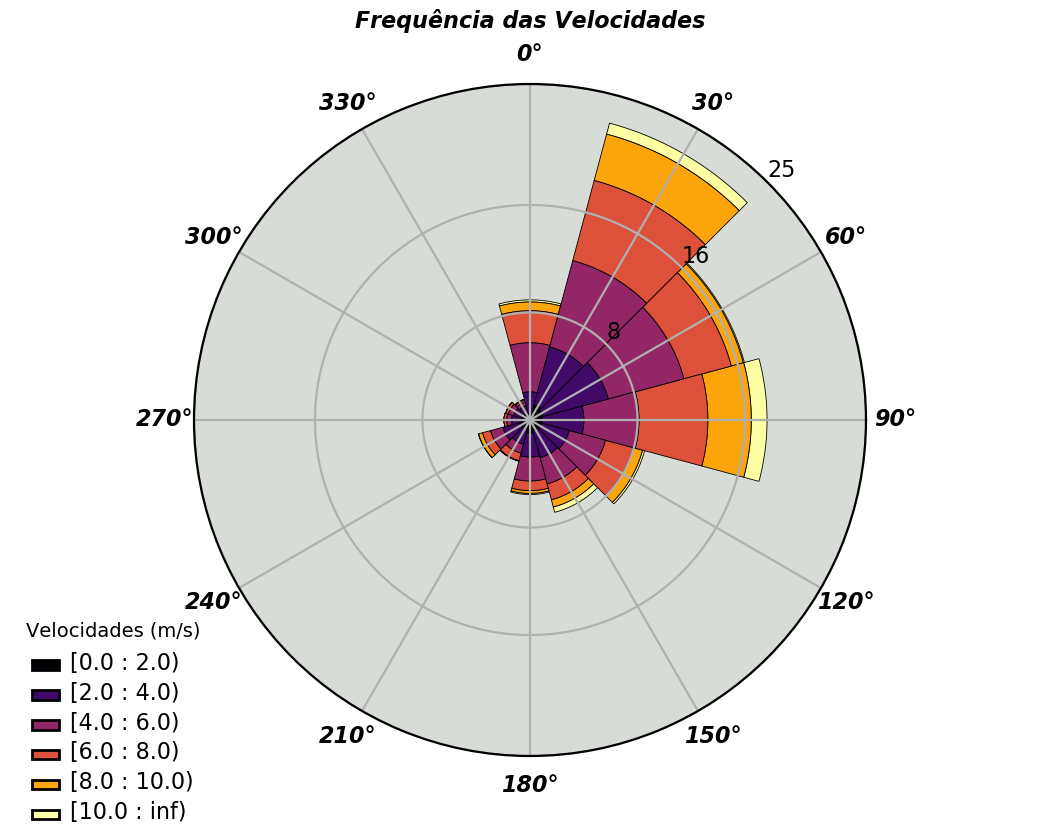 Frequência das Velocidades
0°
330°
30°
25
300°
60°
16
8
270°
90°
240°
120°
210°
150°
180°
Velocidades (m/s)
[0.0 : 2.0)
[2.0 : 4.0)
[4.0 : 6.0)
[6.0 : 8.0)
[8.0 : 10.0)
[10.0 : inf)